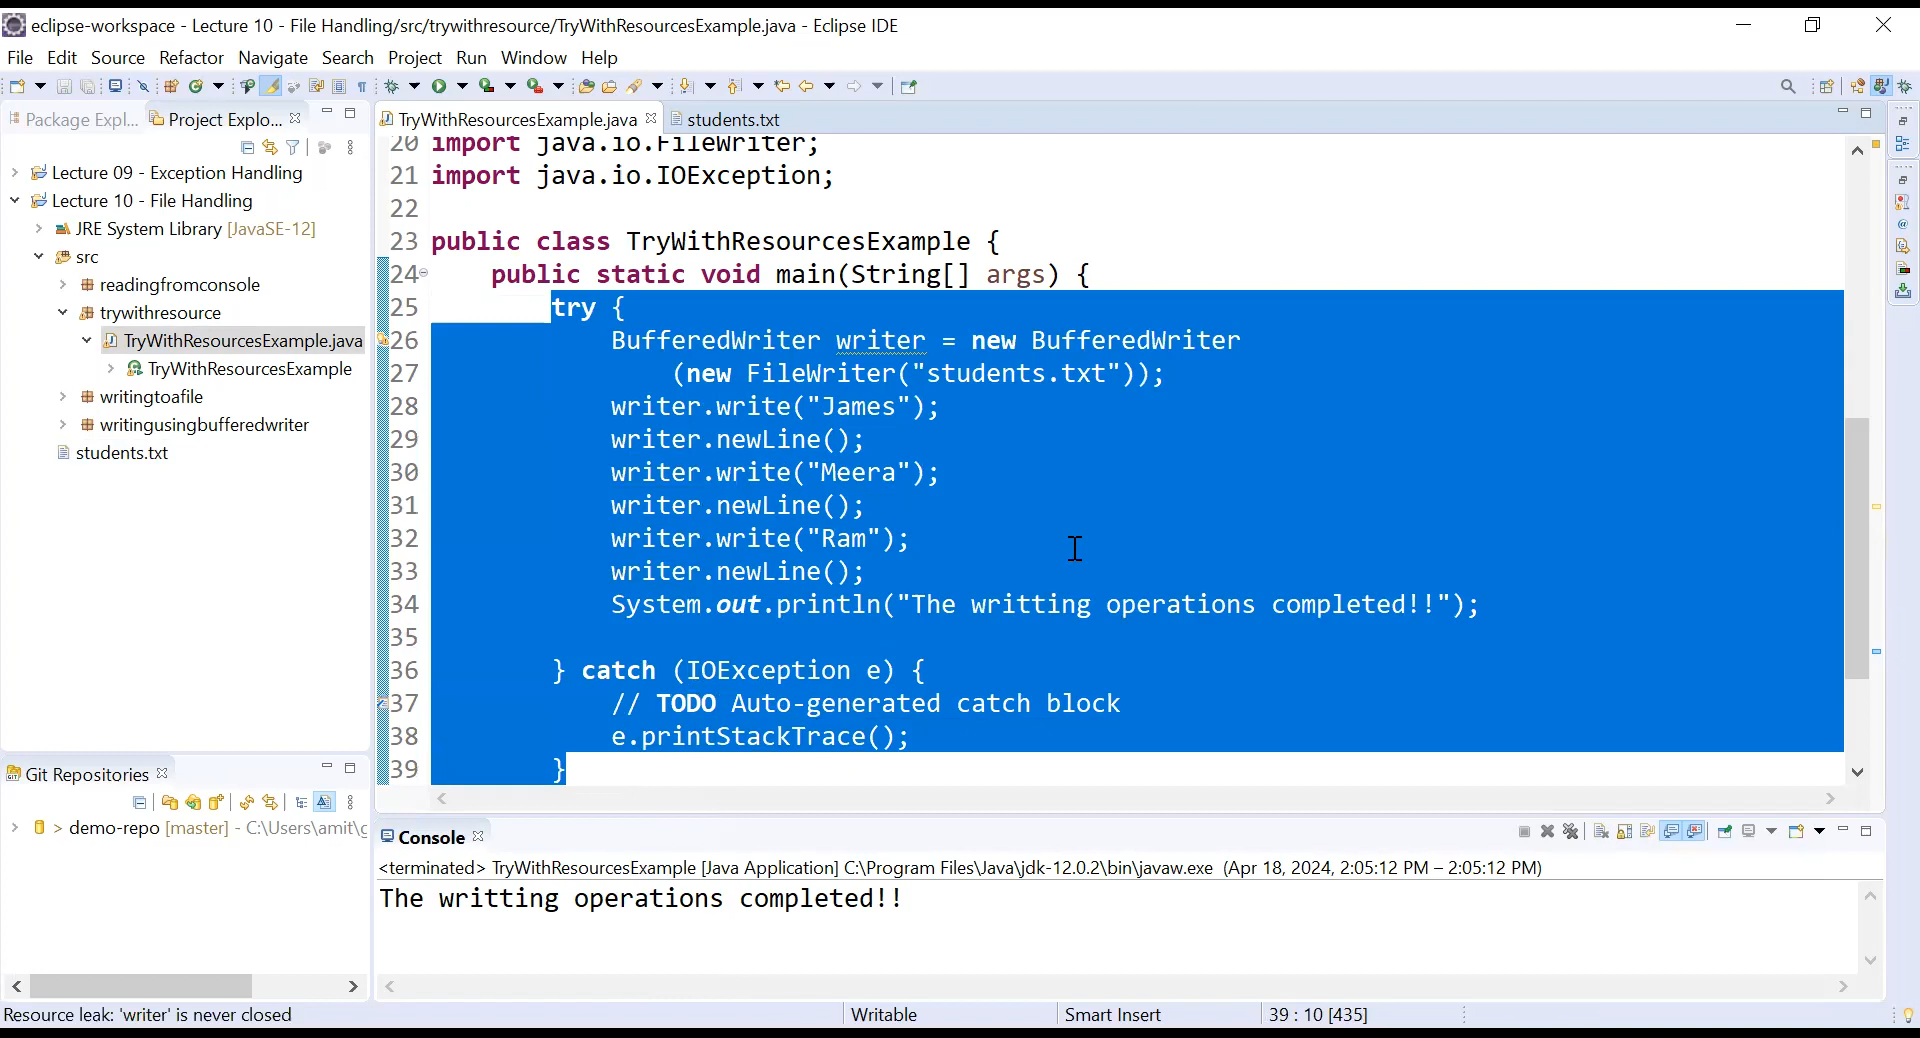 eclipse-workspace - Lecture 10 - File Handling/src/trywithresource/TryWithResourcesExample.java - Eclipse IDE
File Edit Source Refactor Navigate Search Project Run Window Help
Package Expl... Project Explo...
Lecture 09 - Exception Handling
Lecture 10 - File Handling
JRE System Library [JavaSE-12]
src
readingfromconsole
trywithresource
TryWithResourcesExample.java
TryWithResourcesExample
writingtoafile
writingusingbufferedwriter
students.txt
Git Repositories
> demo-repo [master] - C:\Users\amit\g
TryWithResourcesExample.java students.txt
20 import java.io.FileWriter;
21 import java.io.IOException;
22
23 public class TryWithResourcesExample {
24 public static void main(String[] args) {
25 try {
26 BufferedWriter writer = new BufferedWriter
27 (new FileWriter("students.txt"));
28 writer.write("James");
29 writer.newLine();
30 writer.write("Meera");
31 writer.newLine();
32 writer.write("Ram");
33 writer.newLine();
34 System.out.println("The writting operations completed!!");
35
36 } catch (IOException e) {
37 // TODO Auto-generated catch block
38 e.printStackTrace();
39 }
Console
<terminated> TryWithResourcesExample [Java Application] C:\Program Files\Java\jdk-12.0.2\bin\javaw.exe (Apr 18, 2024, 2:05:12 PM – 2:05:12 PM)
The writting operations completed!!
Resource leak: 'writer' is never closed Writable Smart Insert 39 : 10 [435]